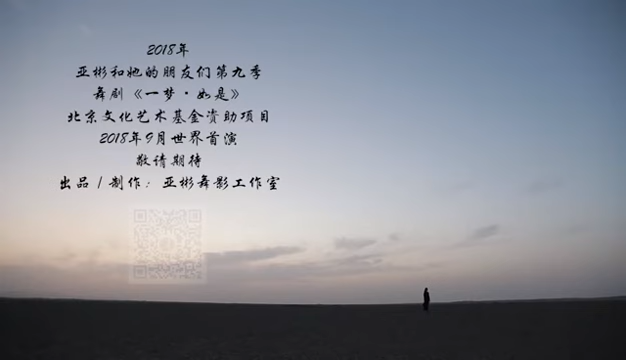 2018年
亚彬和她的朋友们第九季
舞剧《一梦·如是》
北京文化艺术基金资助项目
2018年9月世界首演
敬请期待
出品/制作：亚彬舞影工作室